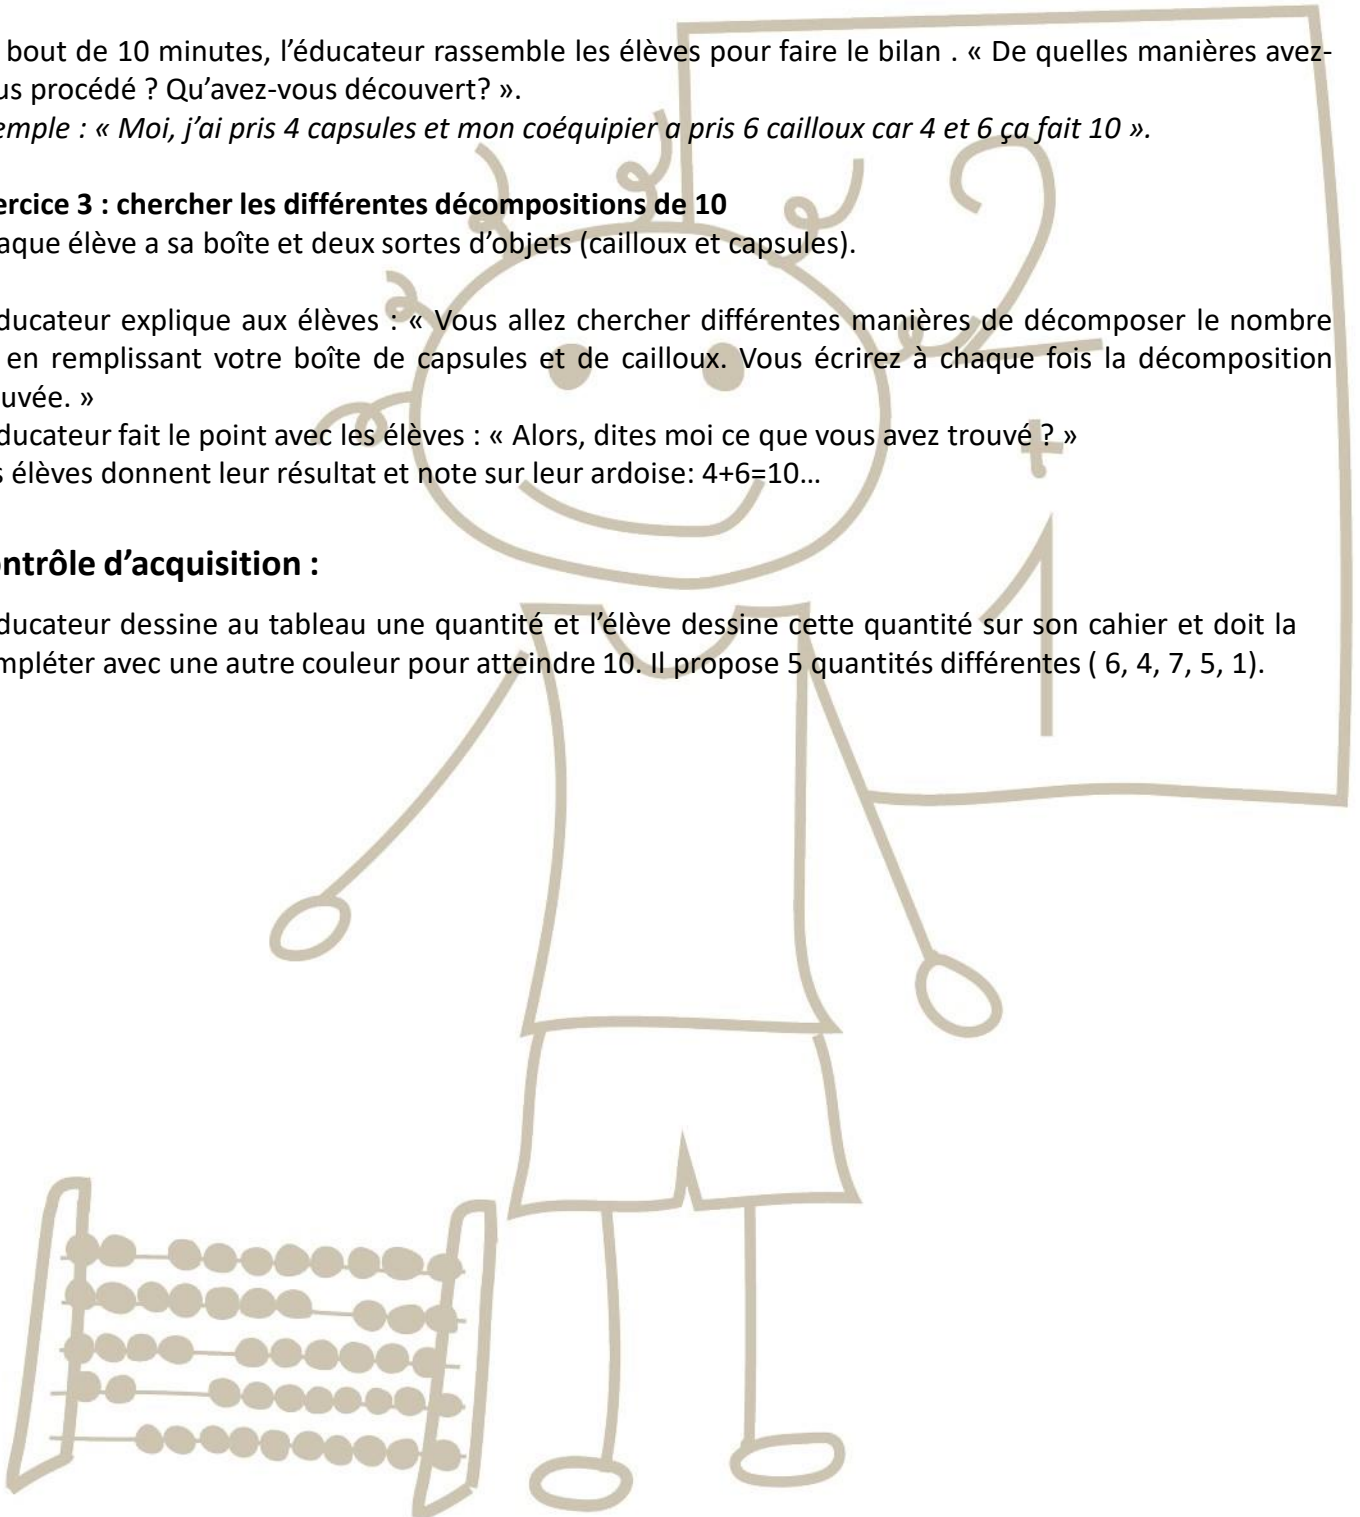 bout de 10 minutes, l’éducateur rassemble les élèves pour faire le bilan . « De quelles manières avez-
us procédé ? Qu’avez-vous découvert? ».
emple : « Moi, j’ai pris 4 capsules et mon coéquipier a pris 6 cailloux car 4 et 6 ça fait 10 ».
ercice 3 : chercher les différentes décompositions de 10
aque élève a sa boîte et deux sortes d’objets (cailloux et capsules).
ducateur explique aux élèves : « Vous allez chercher différentes manières de décomposer le nombre
en remplissant votre boîte de capsules et de cailloux. Vous écrirez à chaque fois la décomposition
uvée. »
ducateur fait le point avec les élèves : « Alors, dites moi ce que vous avez trouvé ? »
s élèves donnent leur résultat et note sur leur ardoise: 4+6=10…
ontrôle d’acquisition :
ducateur dessine au tableau une quantité et l’élève dessine cette quantité sur son cahier et doit la
mpléter avec une autre couleur pour atteindre 10. Il propose 5 quantités différentes ( 6, 4, 7, 5, 1).
2
+
1